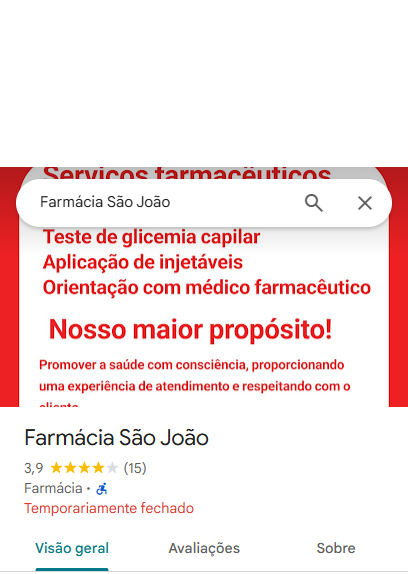 Serviços farmacêuticos
Farmácia São João
Teste de glicemia capilar
Aplicação de injetáveis
Orientação com médico farmacêutico
Nosso maior propósito!
Promover a saúde com consciência, proporcionando
uma experiência de atendimento e respeitando com o
cliente
Farmácia São João
3,9 (15)
Farmácia ·
Temporariamente fechado
Visão geral Avaliações Sobre